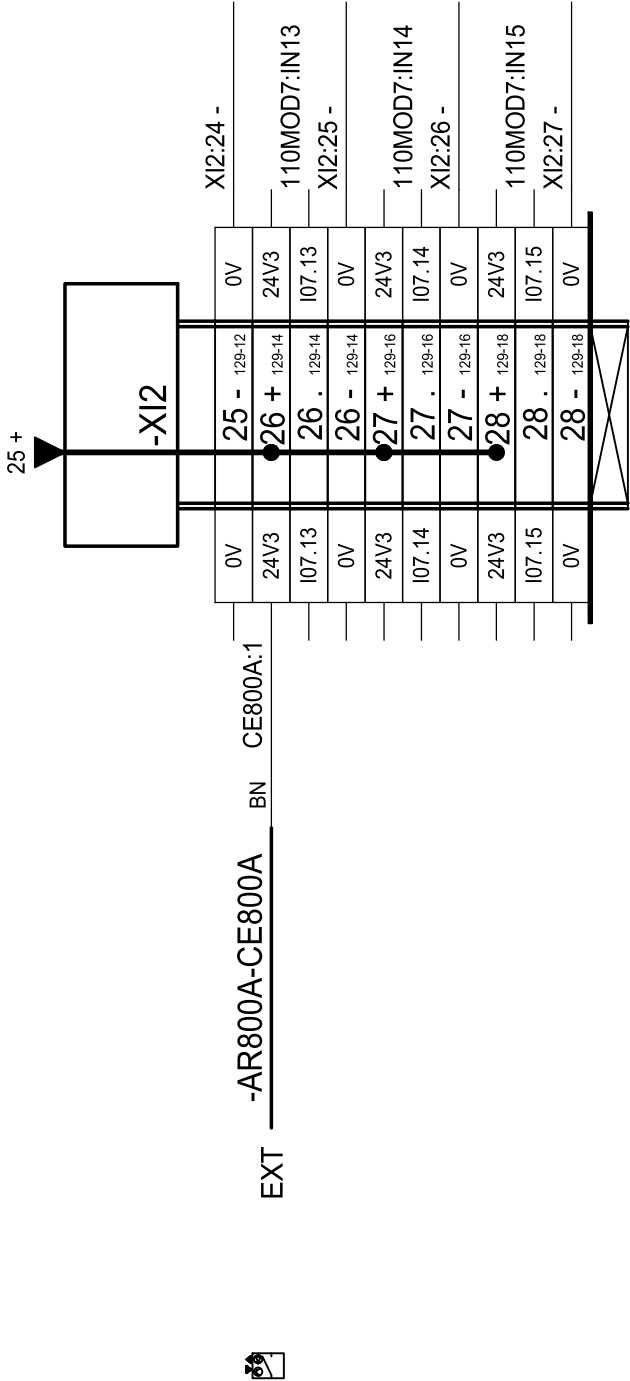 25 +
-XI2
0V 25 - 129-12 0V XI2:24 -
CE800A:1 24V3 26 + 129-14 24V3
I07.13 26 . 129-14 I07.13 110MOD7:IN13
0V 26 - 129-14 0V XI2:25 -
24V3 27 + 129-16 24V3
I07.14 27 . 129-16 I07.14 110MOD7:IN14
0V 27 - 129-16 0V XI2:26 -
24V3 28 + 129-18 24V3
I07.15 28 . 129-18 I07.15 110MOD7:IN15
0V 28 - 129-18 0V XI2:27 -
BN
-AR800A-CE800A
EXT